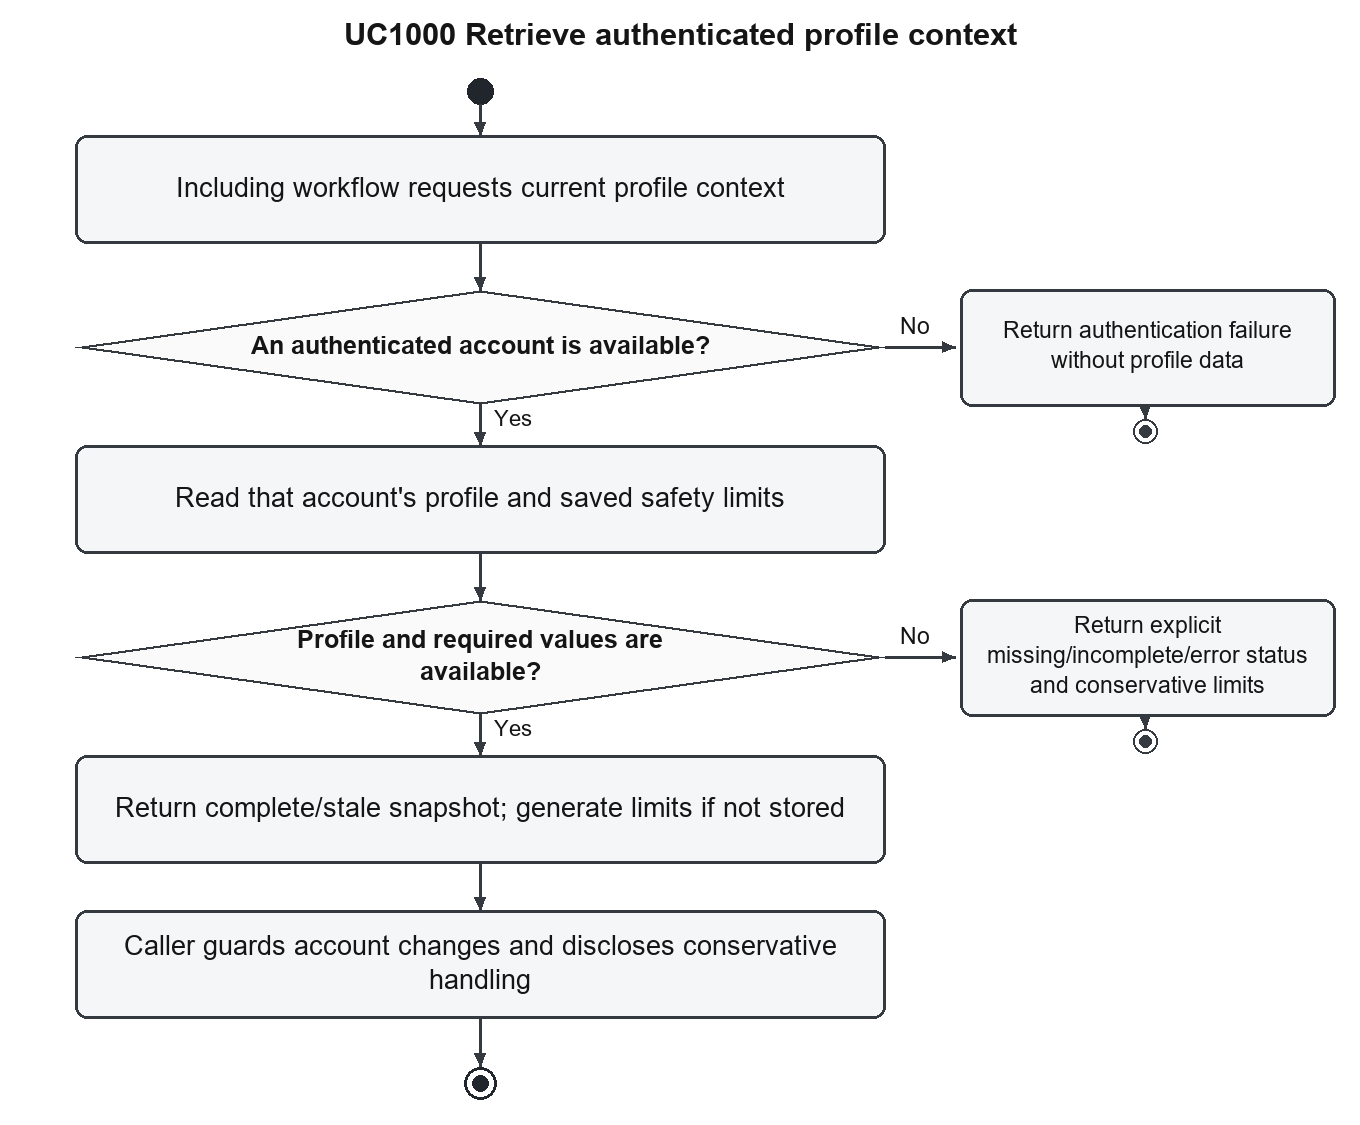 UC1000 Retrieve authenticated profile context
Including workflow requests current profile context
An authenticated account is available?
No
Return authentication failure
without profile data
Yes
Read that account's profile and saved safety limits
Profile and required values are
available?
No
Return explicit
missing/incomplete/error status
and conservative limits
Yes
Return complete/stale snapshot; generate limits if not stored
Caller guards account changes and discloses conservative
handling